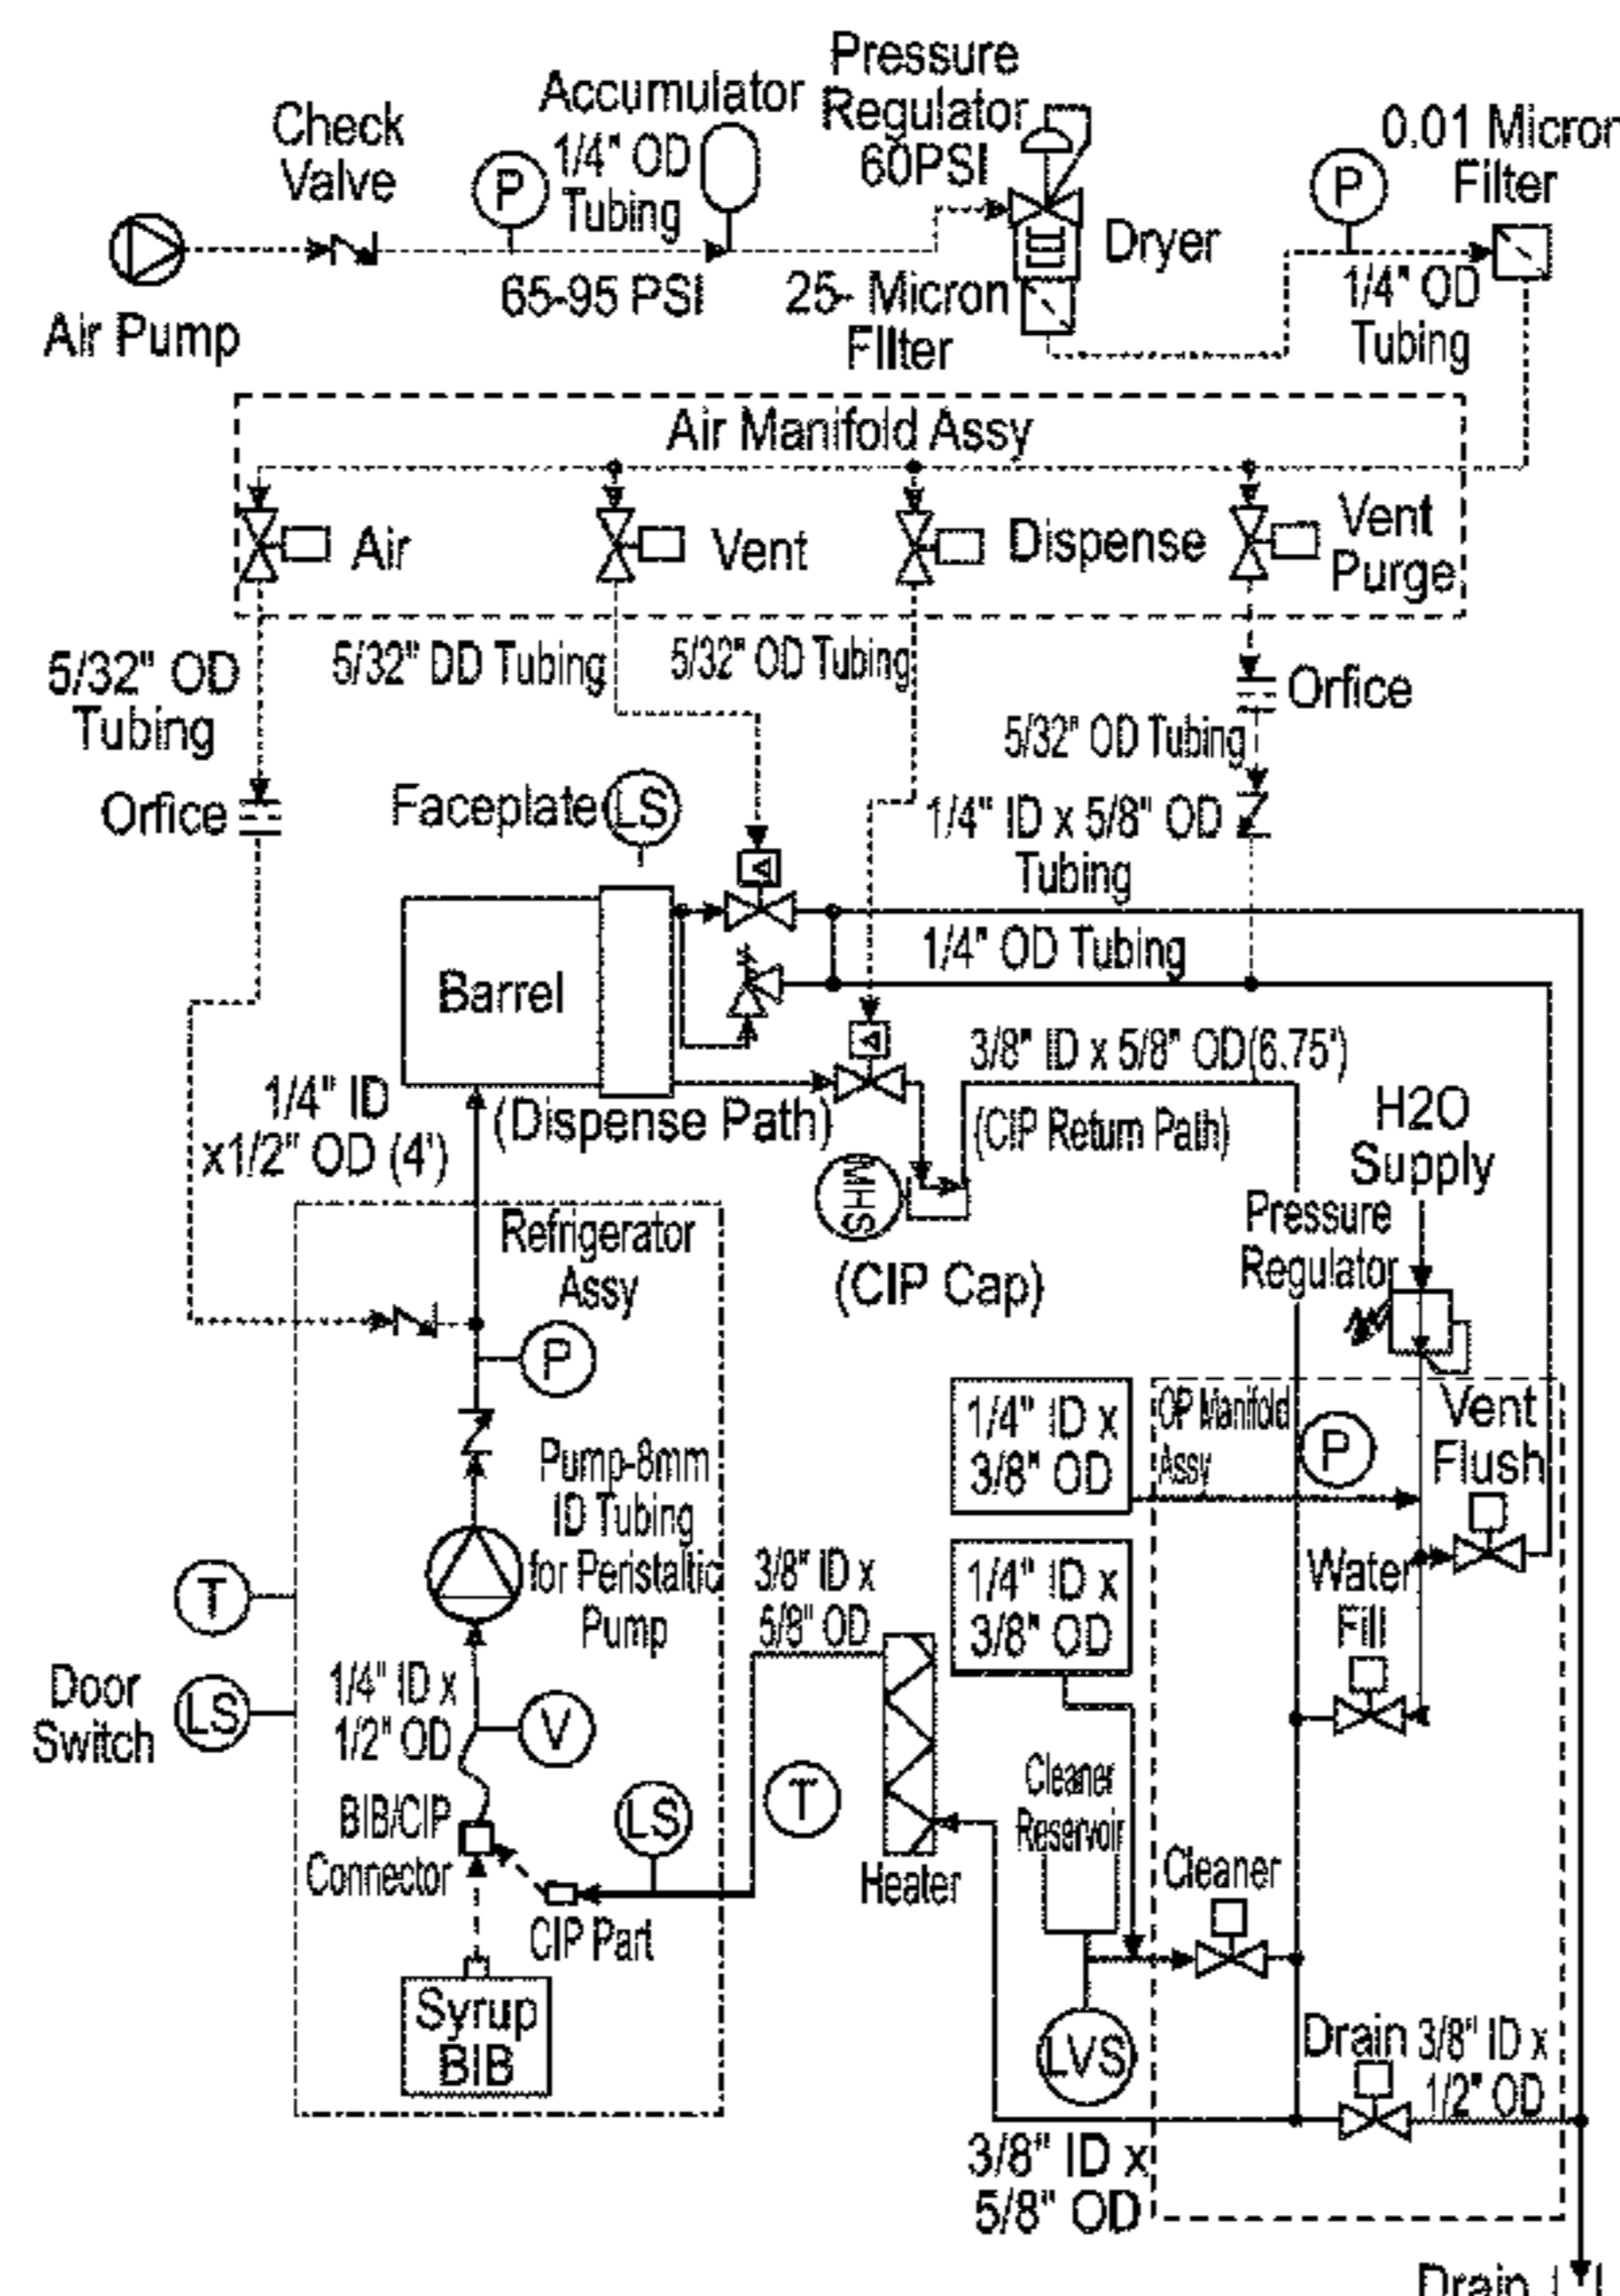 Pressure
Regulator
60PSI
Accumulator
1/4" OD
Tubing
Check
Valve
P
P
0.01 Micron
Filter
Dryer
65-95 PSI
25- Micron
FIlter
1/4" OD
Tubing
Air Pump
Air Manifold Assy
Air
Vent
Dispense
Vent
Purge
5/32" OD
Tubing
5/32" DD Tubing
5/32" OD Tubing
Orfice
5/32" OD Tubing
Orfice
Faceplate
LS
1/4" ID x 5/8" OD
Tubing
1/4" OD Tubing
Barrel
3/8" ID x 5/8" OD(6.75')
1/4" ID
x1/2" OD (4')
(Dispense Path)
(CIP Return Path)
H2O
Supply
MHS
(CIP Cap)
Pressure
Regulator
Refrigerator
Assy
P
1/4" ID x
3/8" OD
OP Manifold
Assy
P
Vent
Flush
Pump-8mm
ID Tubing
for Peristaltic
Pump
3/8" ID x
5/8" OD
1/4" ID x
3/8" OD
Water
Fill
T
Door
Switch
LS
1/4" ID x
1/2" OD
V
T
Cleaner
Reservoir
BIB/CIP
Connector
LS
CIP Part
Heater
Cleaner
Syrup
BIB
LVS
Drain
3/8" ID x
1/2" OD
3/8" ID x
5/8" OD
Drain